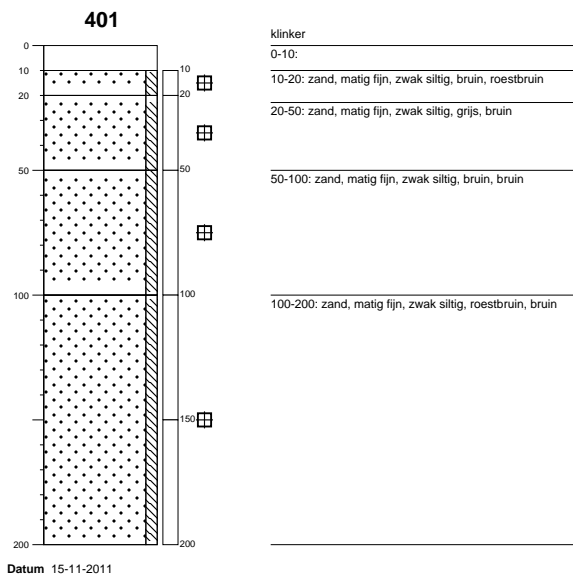 401
klinker
0
0-10:
10
10
10-20: zand, matig fijn, zwak siltig, bruin, roestbruin
20
20
20-50: zand, matig fijn, zwak siltig, grijs, bruin
50
50
50-100: zand, matig fijn, zwak siltig, bruin, bruin
100
100
100-200: zand, matig fijn, zwak siltig, roestbruin, bruin
150
200
200
Datum 15-11-2011